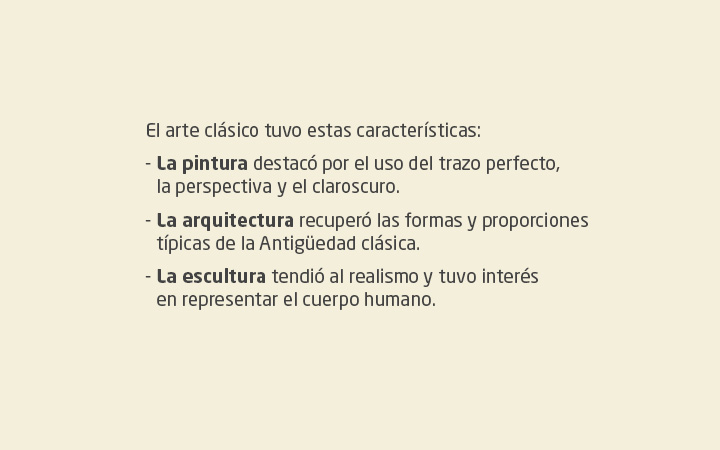 El arte clásico tuvo estas características:
- La pintura destacó por el uso del trazo perfecto,
la perspectiva y el claroscuro.
- La arquitectura recuperó las formas y proporciones
típicas de la Antigüedad clásica.
- La escultura tendió al realismo y tuvo interés
en representar el cuerpo humano.